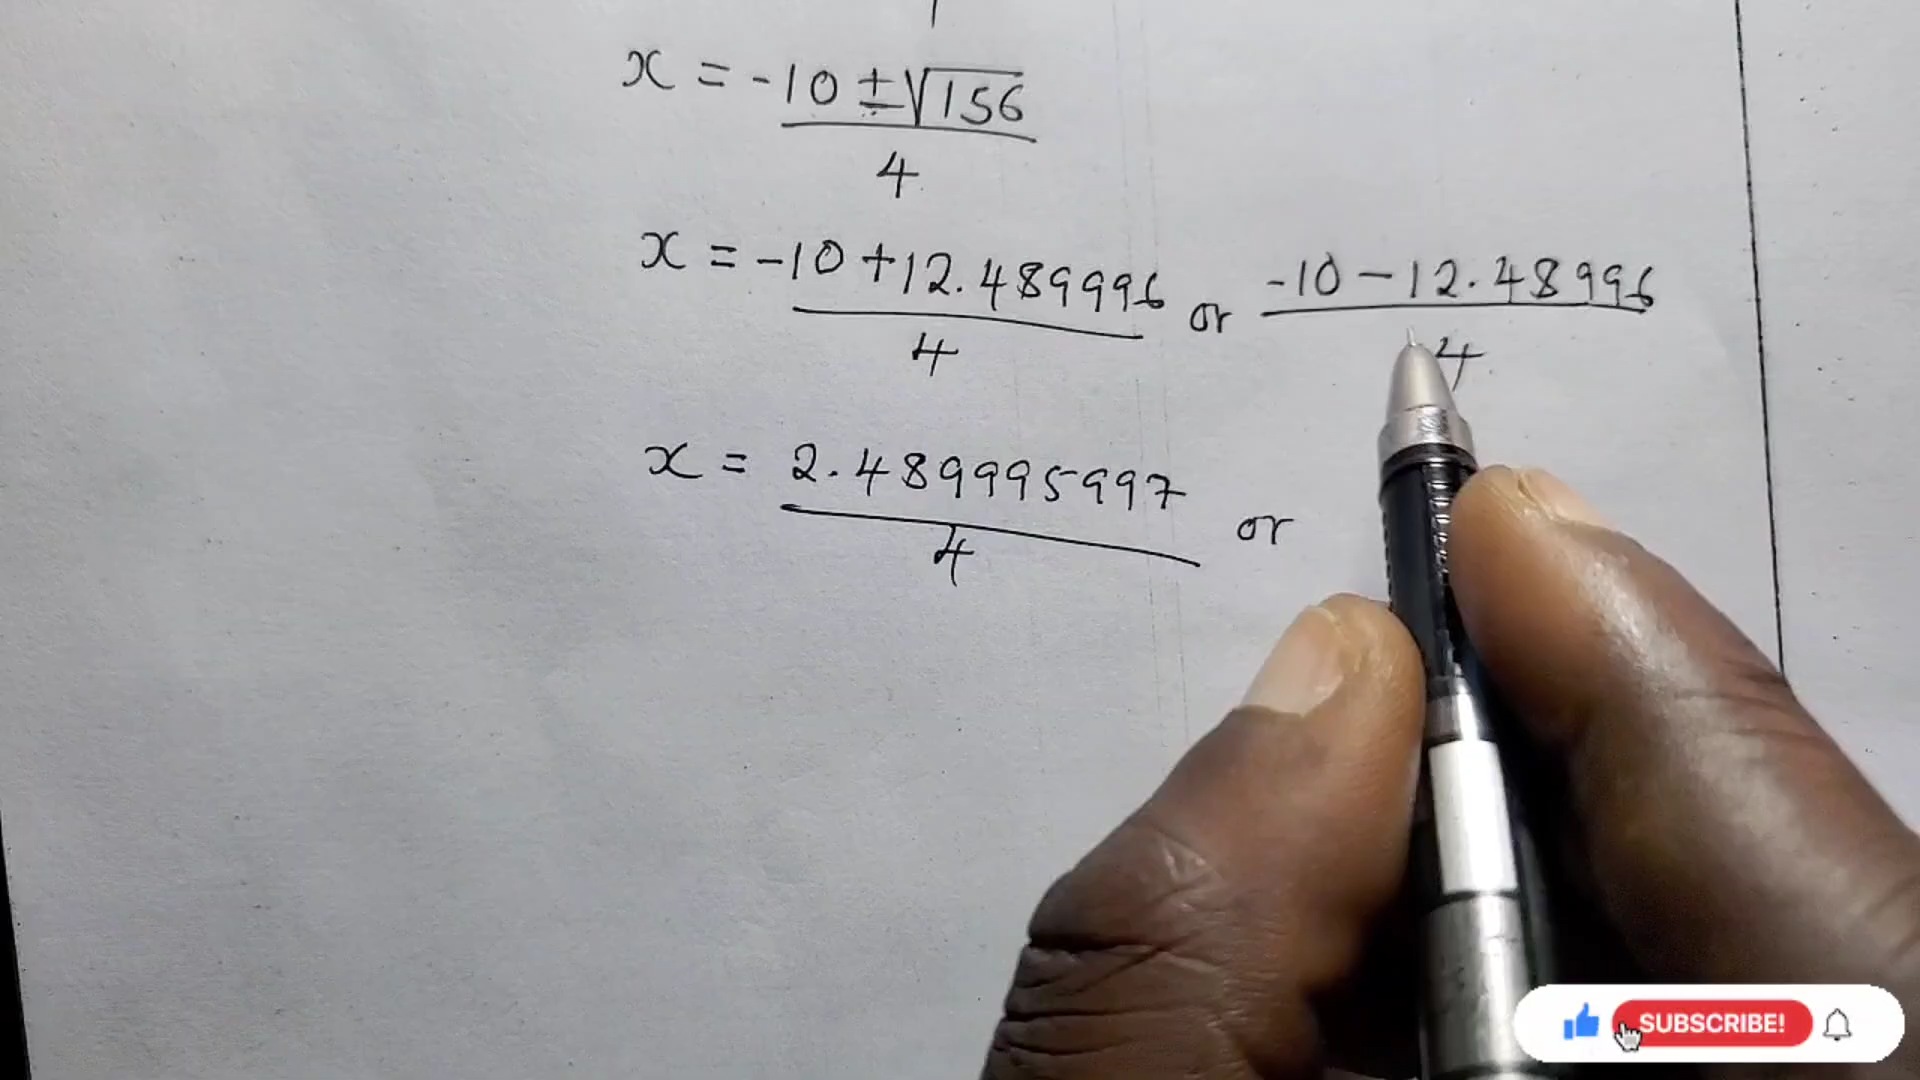 x = -10 ± √156
4
x = -10 + 12.489996 or -10 - 12.48996
4 4
x = 2.489995997 or
4
SUBSCRIBE!